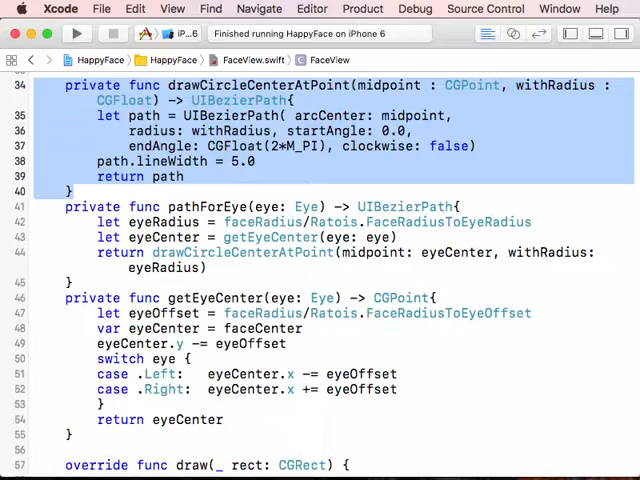 Xcode File Edit View Find Navigate Editor Product Debug Source Control Window Help
iP...6 Finished running HappyFace on iPhone 6
HappyFace HappyFace FaceView.swift C FaceView
34 private func drawCircleCenterAtPoint(midpoint : CGPoint, withRadius :
CGFloat) -> UIBezierPath{
35 let path = UIBezierPath( arcCenter: midpoint,
36 radius: withRadius, startAngle: 0.0,
37 endAngle: CGFloat(2*M_PI), clockwise: false)
38 path.lineWidth = 5.0
39 return path
40 }
41 private func pathForEye(eye: Eye) -> UIBezierPath{
42 let eyeRadius = faceRadius/Ratois.FaceRadiusToEyeRadius
43 let eyeCenter = getEyeCenter(eye: eye)
44 return drawCircleCenterAtPoint(midpoint: eyeCenter, withRadius:
eyeRadius)
45 }
46 private func getEyeCenter(eye: Eye) -> CGPoint{
47 let eyeOffset = faceRadius/Ratois.FaceRadiusToEyeOffset
48 var eyeCenter = faceCenter
49 eyeCenter.y -= eyeOffset
50 switch eye {
51 case .Left: eyeCenter.x -= eyeOffset
52 case .Right: eyeCenter.x += eyeOffset
53 }
54 return eyeCenter
55 }
56
57 override func draw(_ rect: CGRect) {